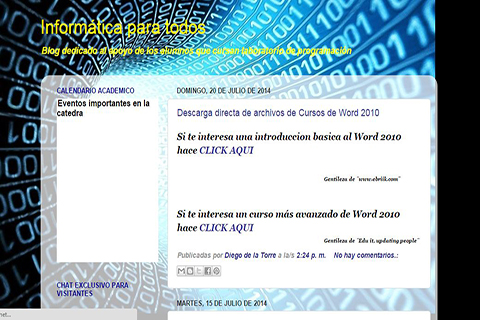 Informática para todos
Blog dedicado al apoyo de los alumnos que cursan laboratorio de programación
CALENDARIO ACADEMICO
Eventos importantes en la
catedra
CHAT EXCLUSIVO PARA
VISITANTES
DOMINGO, 20 DE JULIO DE 2014
Descarga directa de archivos de Cursos de Word 2010
Si te interesa una introduccion basica al Word 2010
hace CLICK AQUI
Gentileza de "www.ebriik.com"
Si te interesa un curso más avanzado de Word 2010
hace CLICK AQUI
Gentileza de "Edu it, updating people"
Publicadas por Diego de la Torre a la/s 2:24 p. m. No hay comentarios.:
MARTES, 15 DE JULIO DE 2014